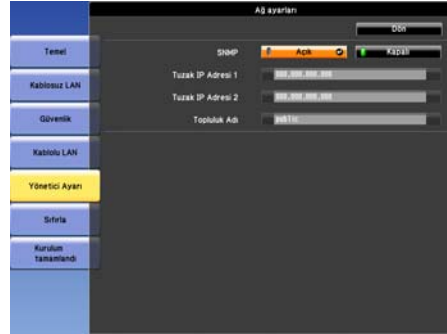 Ağ ayarları
Dön
Temel
Kablosuz LAN
Güvenlik
Kablolu LAN
Yönetici Ayarı
Sıfırla
Kurulum
tamamlandı
SNMP Açık Kapalı
Tuzak IP Adresi 1
Tuzak IP Adresi 2
Topluluk Adı public